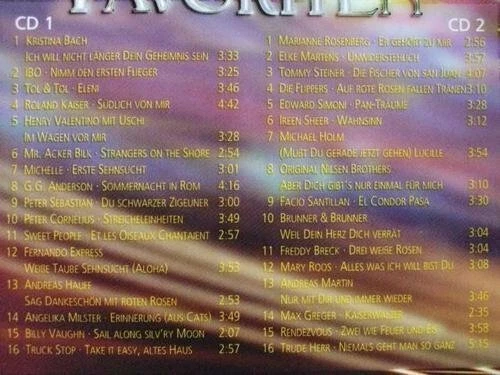 FAVORITEN
CD 1
1 KRISTINA BACH
ICH WILL NICHT LÄNGER DEIN GEHEIMNIS SEIN 3:33
2 IBO · NIMM DEN ERSTEN FLIEGER 3:25
3 TOL & TOL · ELENI 3:46
4 ROLAND KAISER · SÜDLICH VON MIR 4:42
5 HENRY VALENTINO MIT USCHI
IM WAGEN VOR MIR 3:28
6 MR. ACKER BILK · STRANGERS ON THE SHORE 2:54
7 MICHELLE · ERSTE SEHNSUCHT 3:01
8 G.G. ANDERSON · SOMMERNACHT IN ROM 4:16
9 PETER SEBASTIAN · DU SCHWARZER ZIGEUNER 3:00
10 PETER CORNELIUS · STREICHELEINHEITEN 3:49
11 SWEET PEOPLE · ET LES OISEAUX CHANTAIENT 2:57
12 FERNANDO EXPRESS
WEIßE TAUBE SEHNSUCHT (ALOHA) 3:53
13 ANDREAS HAUFF
SAG DANKESCHÖN MIT ROTEN ROSEN 2:53
14 ANGELIKA MILSTER · ERINNERUNG (AUS CATS) 3:49
15 BILLY VAUGHN · SAIL ALONG SILV'RY MOON 2:07
16 TRUCK STOP · TAKE IT EASY, ALTES HAUS 2:57
CD 2
1 MARIANNE ROSENBERG · ER GEHÖRT ZU MIR 2:56
2 ELKE MARTENS · UNWIDERSTEHLICH 3:57
3 TOMMY STEINER · DIE FISCHER VON SAN JUAN 4:07
4 DIE FLIPPERS · AUF ROTE ROSEN FALLEN TRÄNEN 3:10
5 EDWARD SIMONI · PAN-TRÄUME 3:28
6 IREEN SHEER · WAHNSINN 3:12
7 MICHAEL HOLM
(MUßT DU GERADE JETZT GEHEN) LUCILLE 3:54
8 ORIGINAL NILSEN BROTHERS
ABER DICH GIBT'S NUR EINMAL FÜR MICH 3:10
9 FACIO SANTILLAN · EL CONDOR PASA 3:30
10 BRUNNER & BRUNNER
WEIL DEIN HERZ DICH VERRÄT 3:04
11 FREDDY BRECK · DREI WEIßE ROSEN 3:04
12 MARY ROOS · ALLES WAS ICH WILL BIST DU 3:08
13 ANDREAS MARTIN
NUR MIT DIR UND IMMER WIEDER 3:46
14 MAX GREGER · KAISERWALZER 2:35
15 RENDEZVOUS · ZWEI WIE FEUER UND EIS 3:58
16 TRUDE HERR · NIEMALS GEHT MAN SO GANZ 5:15